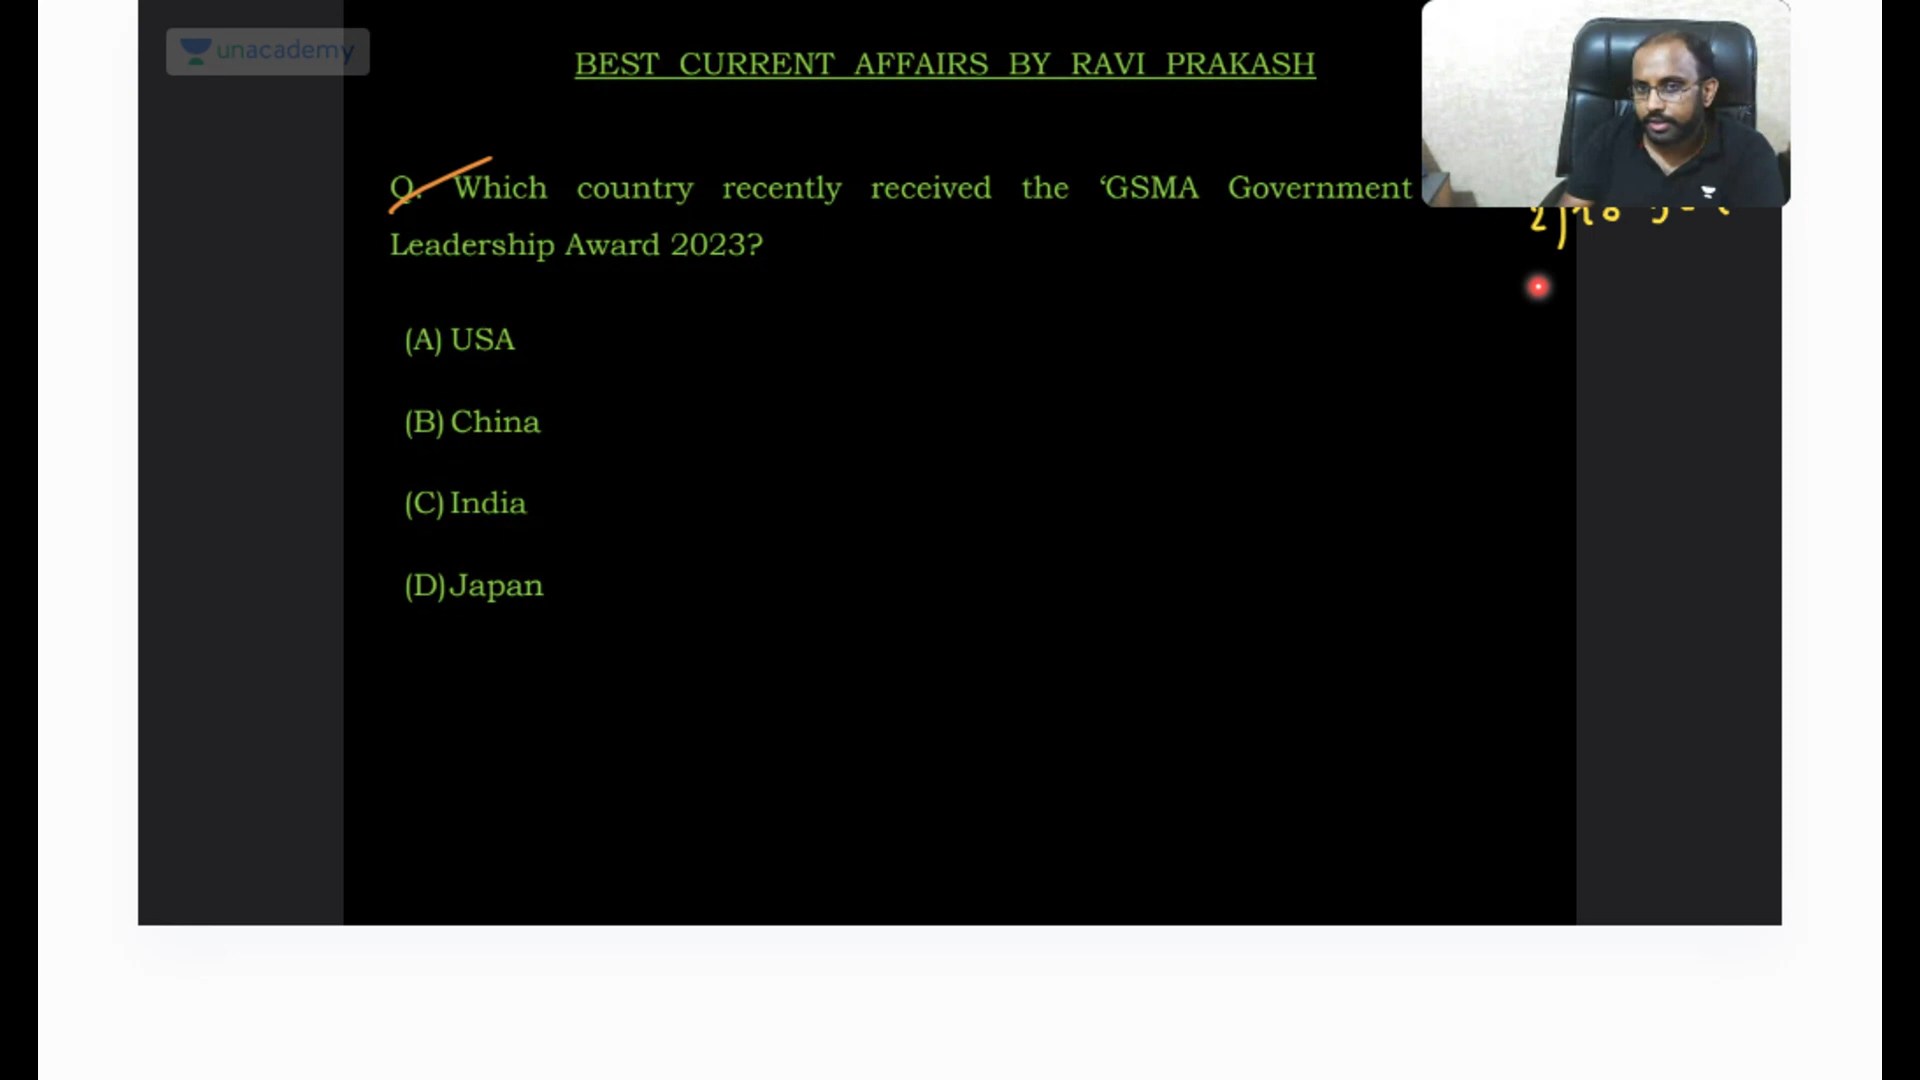 unacademy
BEST CURRENT AFFAIRS BY RAVI PRAKASH
Q. Which country recently received the ‘GSMA Government
Leadership Award 2023?
(A) USA
(B) China
(C) India
(D) Japan